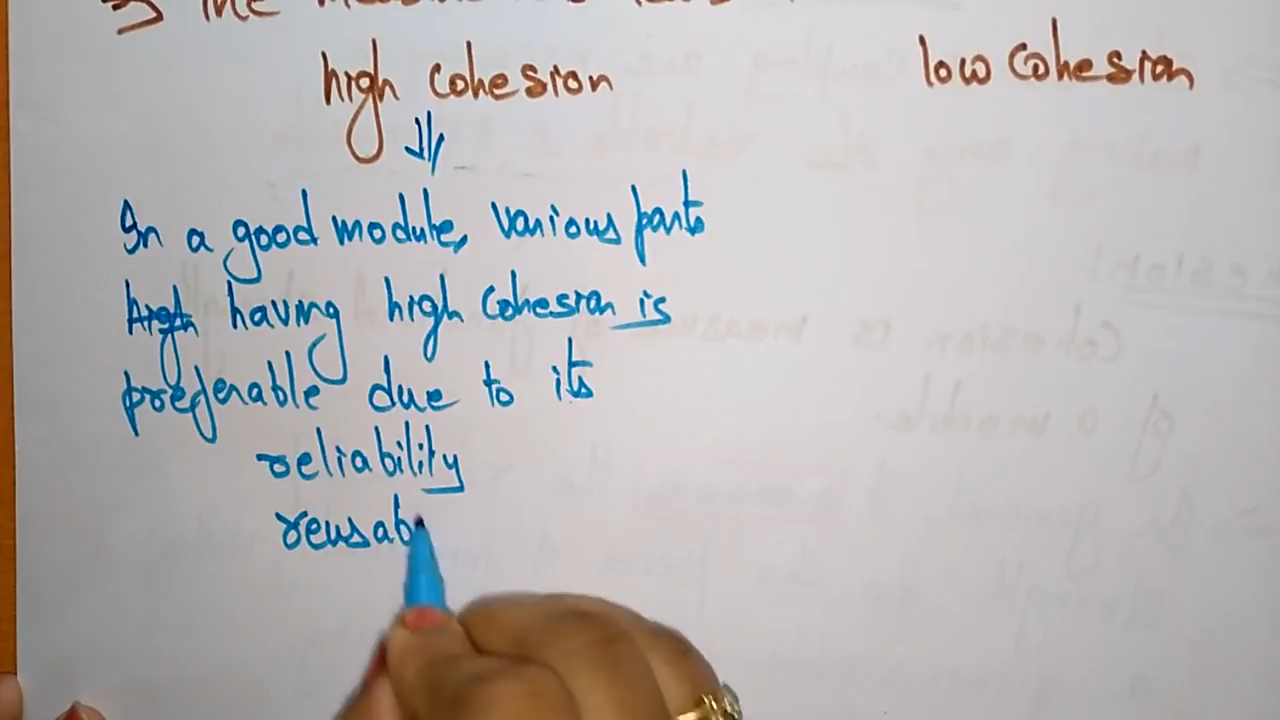 high cohesion low cohesion
In a good module, various parts
high having high cohesion is
preferable due to its
reliability
reusab